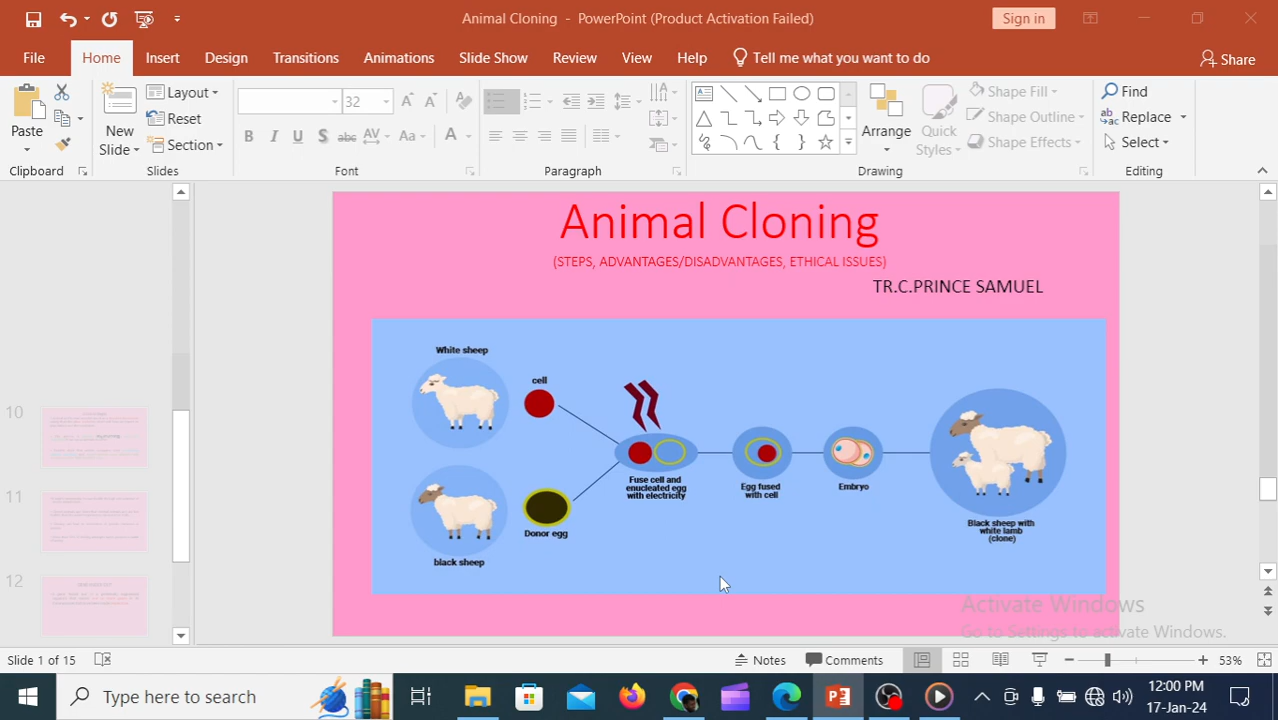 Animal Cloning - PowerPoint (Product Activation Failed)
Sign in
File Home Insert Design Transitions Animations Slide Show Review View Help Tell me what you want to do Share
Paste
Clipboard
New Slide
Layout
Reset
Section
Slides
32
B I U S abc AV Aa A
Font
Paragraph
Arrange
Quick Styles
Shape Fill
Shape Outline
Shape Effects
Drawing
Find
Replace
Select
Editing
Animal Cloning
(STEPS, ADVANTAGES/DISADVANTAGES, ETHICAL ISSUES)
TR.C.PRINCE SAMUEL
White sheep
cell
black sheep
Donor egg
Fuse cell and
enucleated egg
with electricity
Egg fused
with cell
Embryo
Black sheep with
white lamb
(clone)
10
11
12
Activate Windows
Go to Settings to activate Windows.
Slide 1 of 15
Notes
Comments
53%
Type here to search
12:00 PM
17-Jan-24